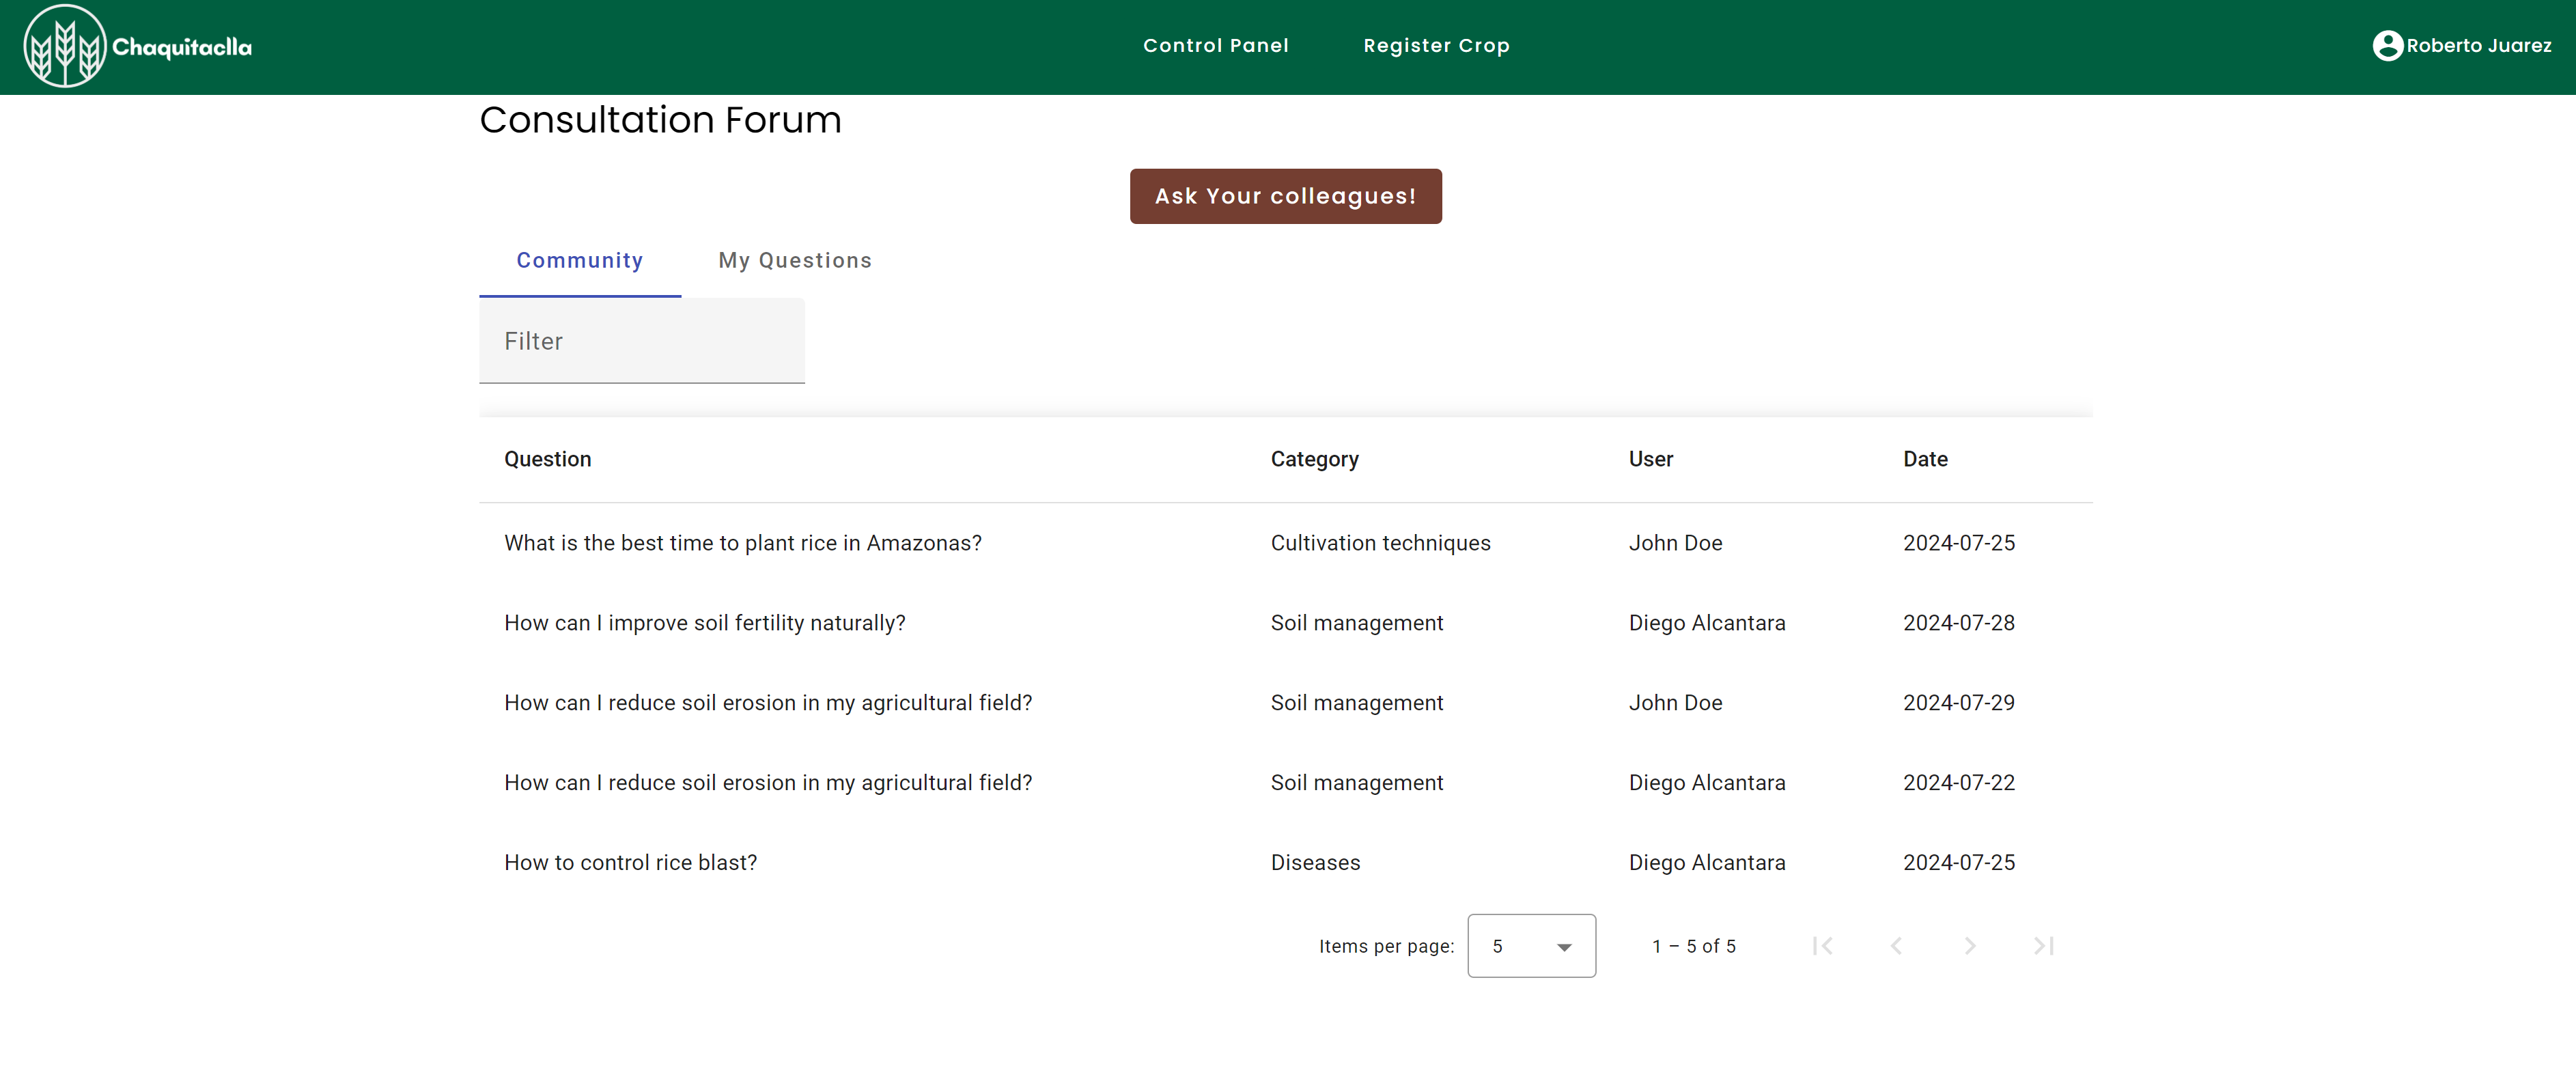 Chaquitaclla Control Panel Register Crop Roberto Juarez
Consultation Forum
Ask Your colleagues!
Community My Questions
Filter
Question Category User Date
What is the best time to plant rice in Amazonas? Cultivation techniques John Doe 2024-07-25
How can I improve soil fertility naturally? Soil management Diego Alcantara 2024-07-28
How can I reduce soil erosion in my agricultural field? Soil management John Doe 2024-07-29
How can I reduce soil erosion in my agricultural field? Soil management Diego Alcantara 2024-07-22
How to control rice blast? Diseases Diego Alcantara 2024-07-25
Items per page: 5 1 – 5 of 5